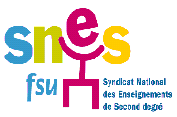 snes
fsu
Syndicat National
des Enseignements
de Second degré